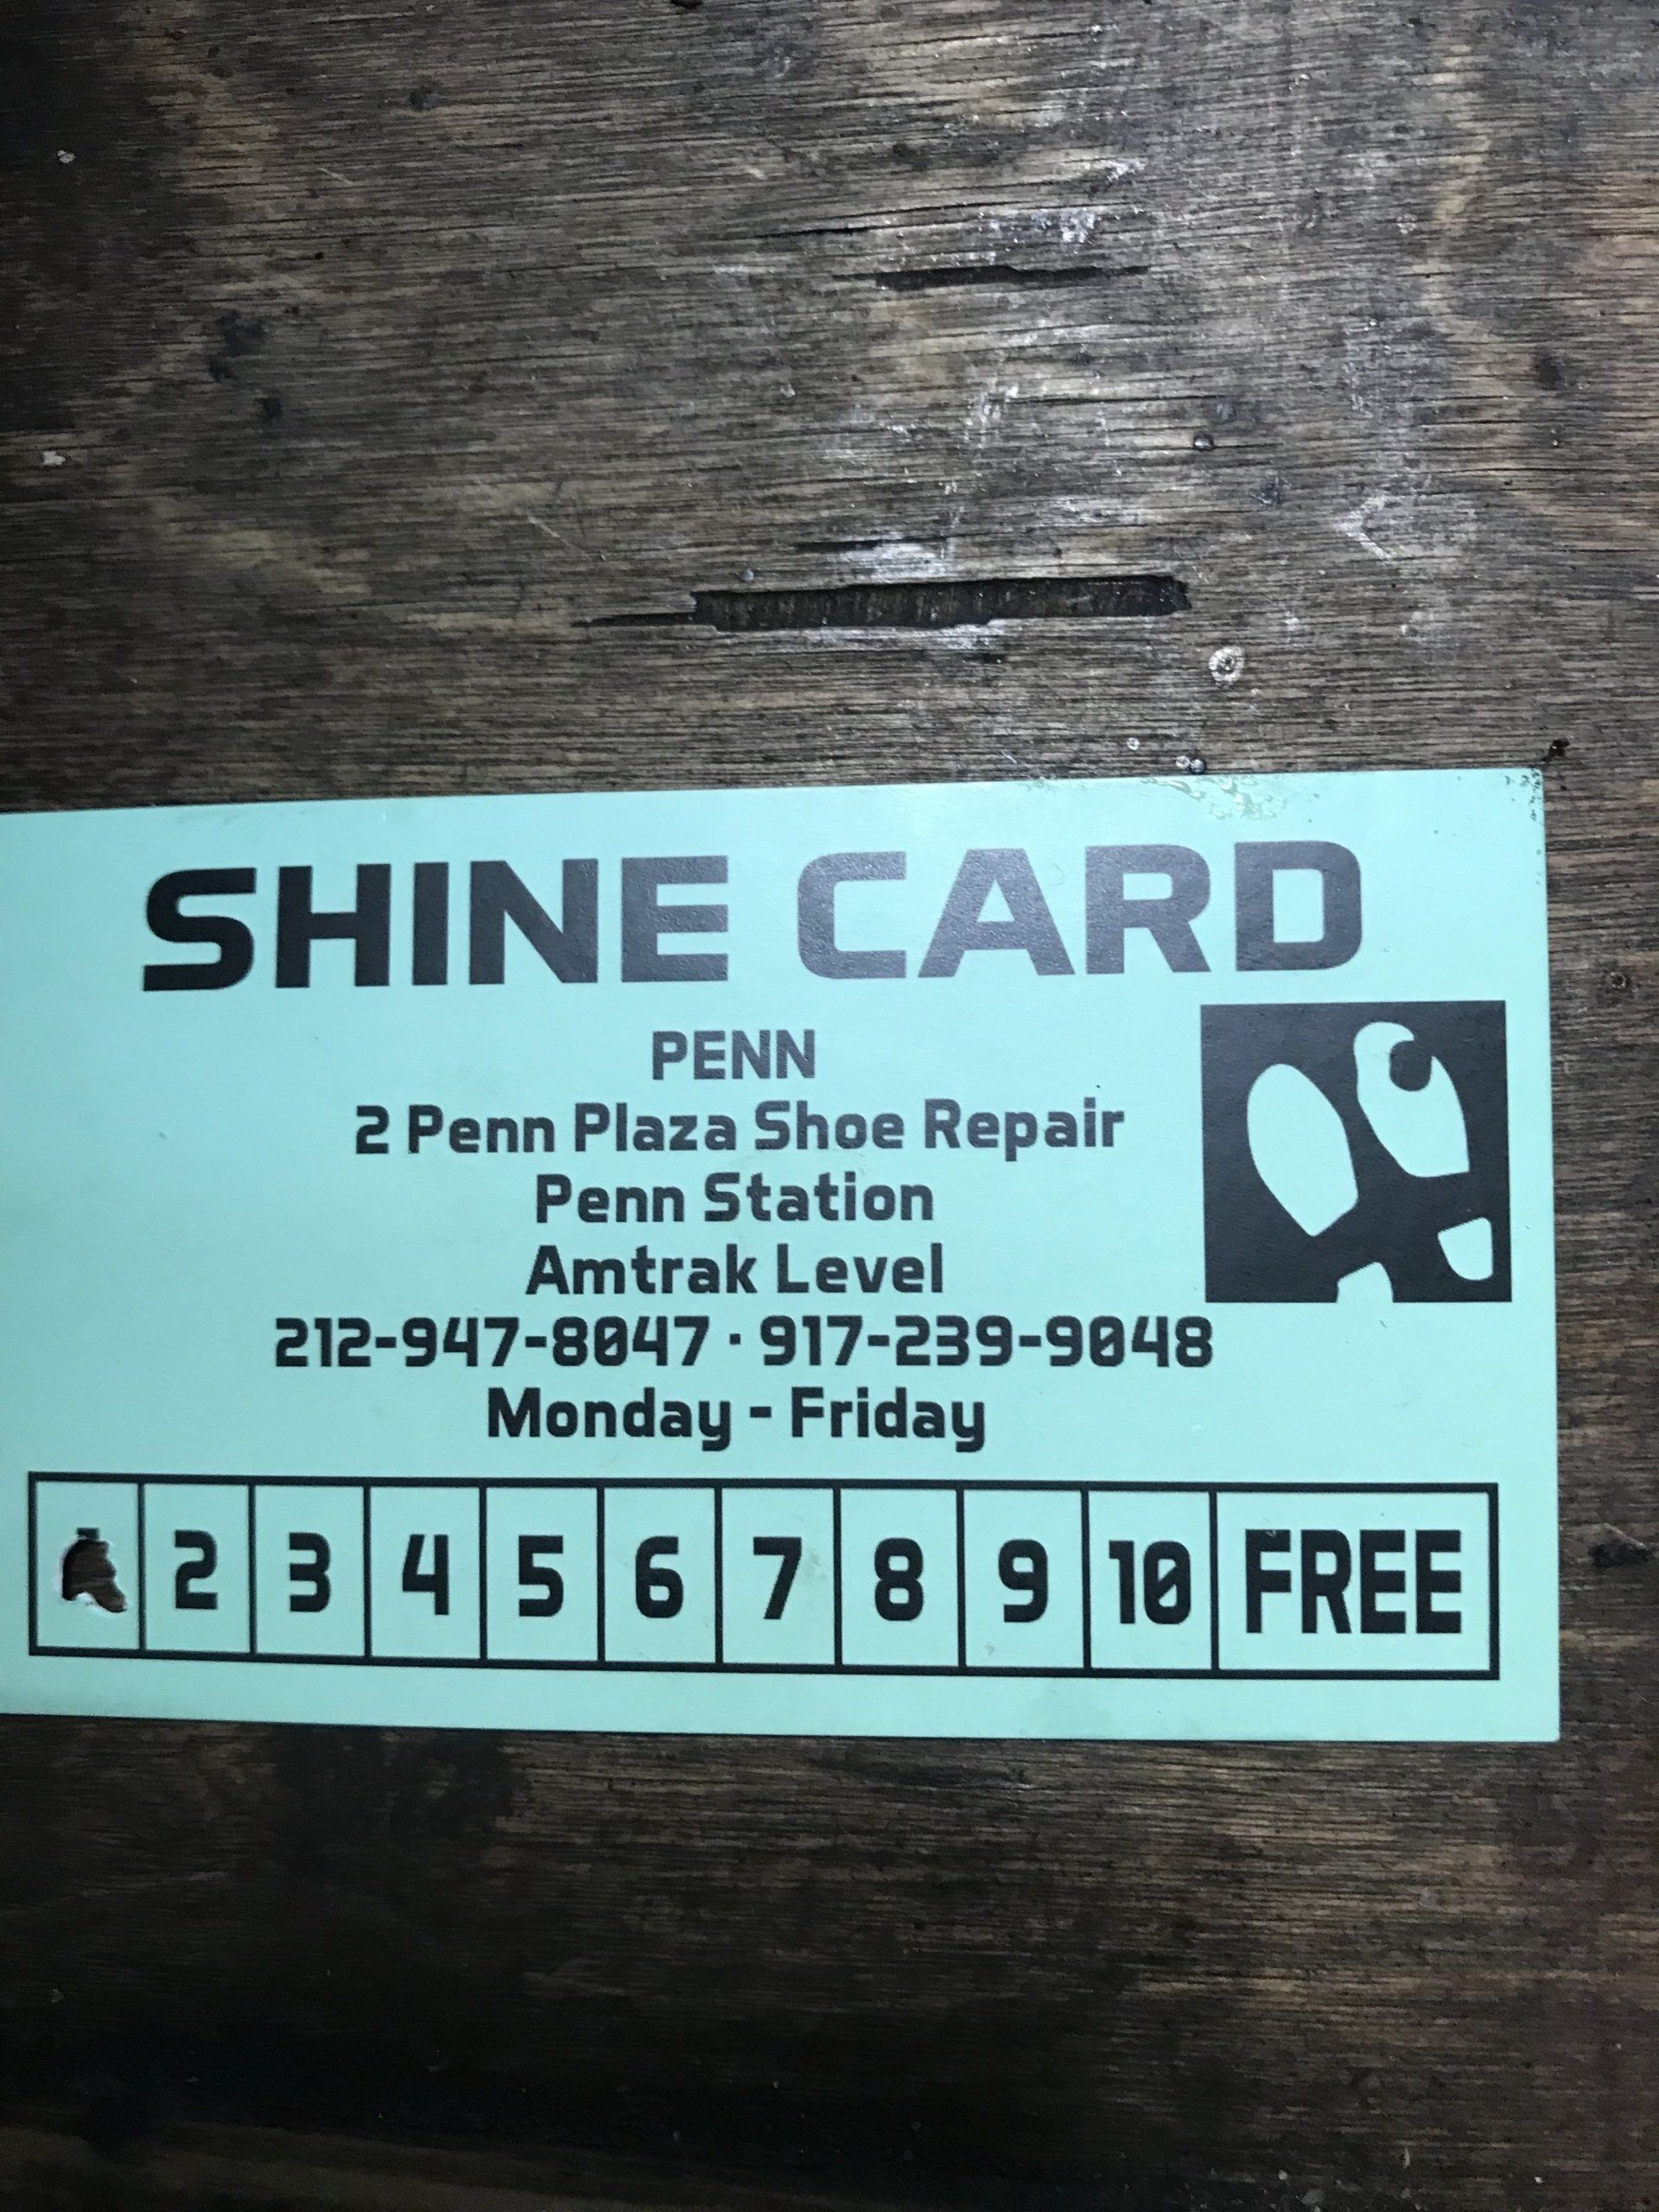 SHINE CARD
PENN
2 Penn Plaza Shoe Repair
Penn Station
Amtrak Level
212-947-8047 · 917-239-9048
Monday - Friday
2 3 4 5 6 7 8 9 10 FREE